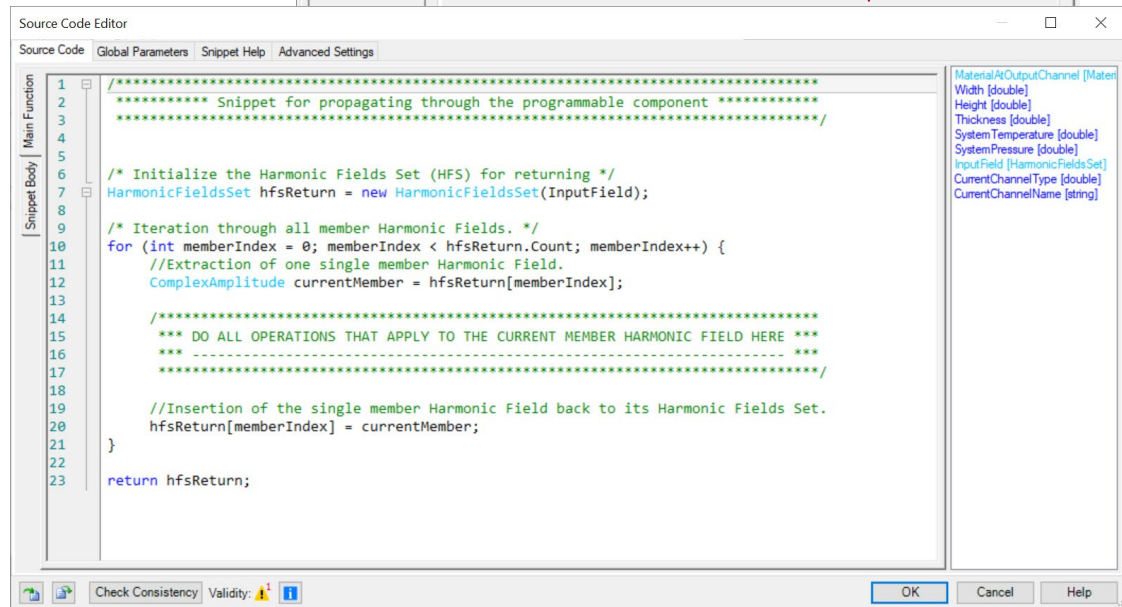 Source Code Editor
Source Code Global Parameters Snippet Help Advanced Settings
Main Function
Snippet Body
1 /*******************************************************************************
2 *********** Snippet for propagating through the programmable component ************
3 *******************************************************************************/
4
5
6 /* Initialize the Harmonic Fields Set (HFS) for returning */
7 HarmonicFieldsSet hfsReturn = new HarmonicFieldsSet(InputField);
8
9 /* Iteration through all member Harmonic Fields. */
10 for (int memberIndex = 0; memberIndex < hfsReturn.Count; memberIndex++) {
11 //Extraction of one single member Harmonic Field.
12 ComplexAmplitude currentMember = hfsReturn[memberIndex];
13
14 /*******************************************************************************
15 *** DO ALL OPERATIONS THAT APPLY TO THE CURRENT MEMBER HARMONIC FIELD HERE ***
16 *** ---------------------------------------------------------------------- ***
17 *******************************************************************************/
18
19 //Insertion of the single member Harmonic Field back to its Harmonic Fields Set.
20 hfsReturn[memberIndex] = currentMember;
21 }
22
23 return hfsReturn;
MaterialAtOutputChannel [Materi
Width [double]
Height [double]
Thickness [double]
SystemTemperature [double]
SystemPressure [double]
InputField [HarmonicFieldsSet]
CurrentChannelType [double]
CurrentChannelName [string]
Check Consistency Validity: 1 OK Cancel Help